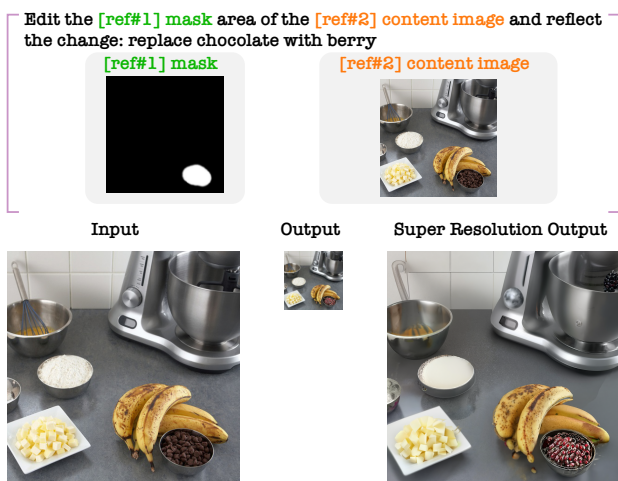 Edit the [ref#1] mask area of the [ref#2] content image and reflect
the change: replace chocolate with berry
[ref#1] mask
[ref#2] content image
Input
Output
Super Resolution Output